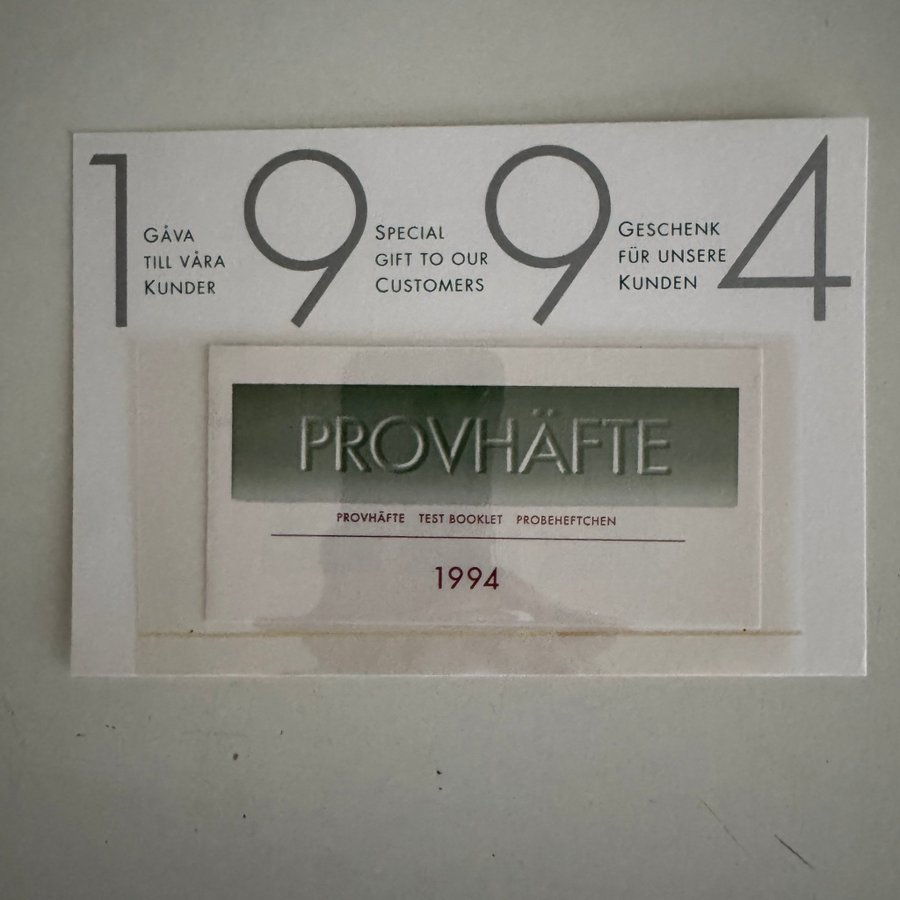 1994
GÅVA
TILL VÅRA
KUNDER
SPECIAL
GIFT TO OUR
CUSTOMERS
GESCHENK
FÜR UNSERE
KUNDEN
PROVHÄFTE
PROVHÄFTE TEST BOOKLET PROBEHEFTCHEN
1994